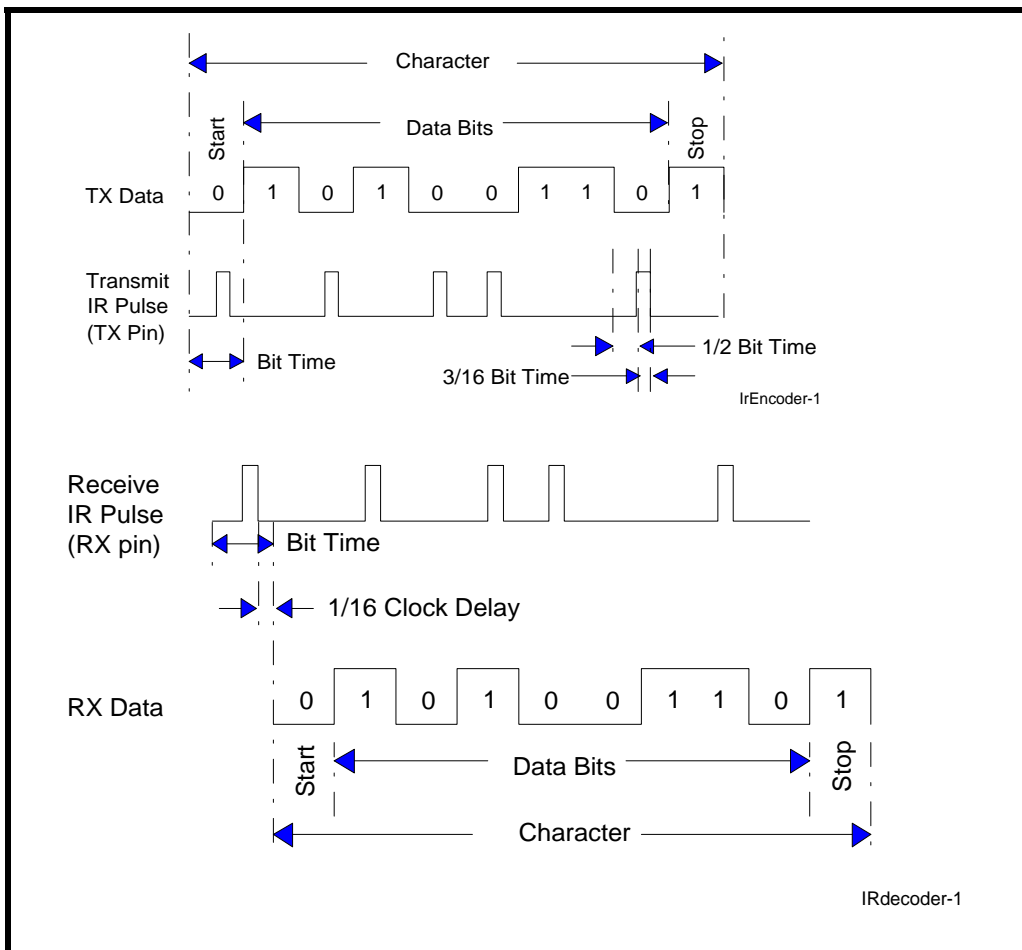 Character
Start
Data Bits
Stop
TX Data
0 1 0 1 0 0 1 1 0 1
Transmit
IR Pulse
(TX Pin)
Bit Time
1/2 Bit Time
3/16 Bit Time
IrEncoder-1
Receive
IR Pulse
(RX pin)
Bit Time
1/16 Clock Delay
RX Data
0 1 0 1 0 0 1 1 0 1
Start
Data Bits
Stop
Character
IRdecoder-1